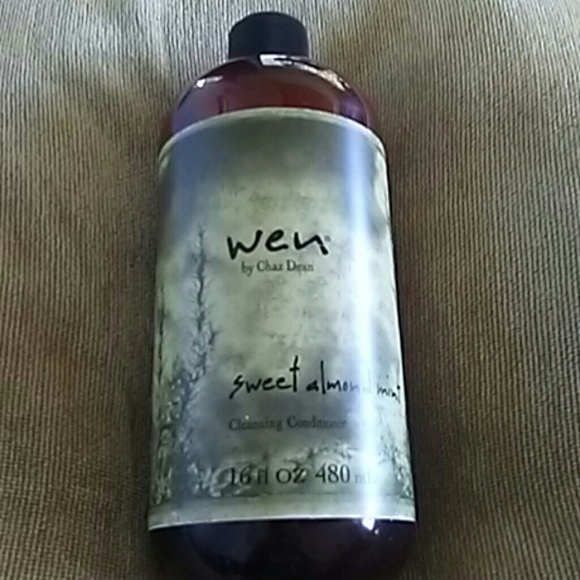 wen®
by Chaz Dean
sweet almond mint
Cleansing Conditioner
16 fl oz 480 ml